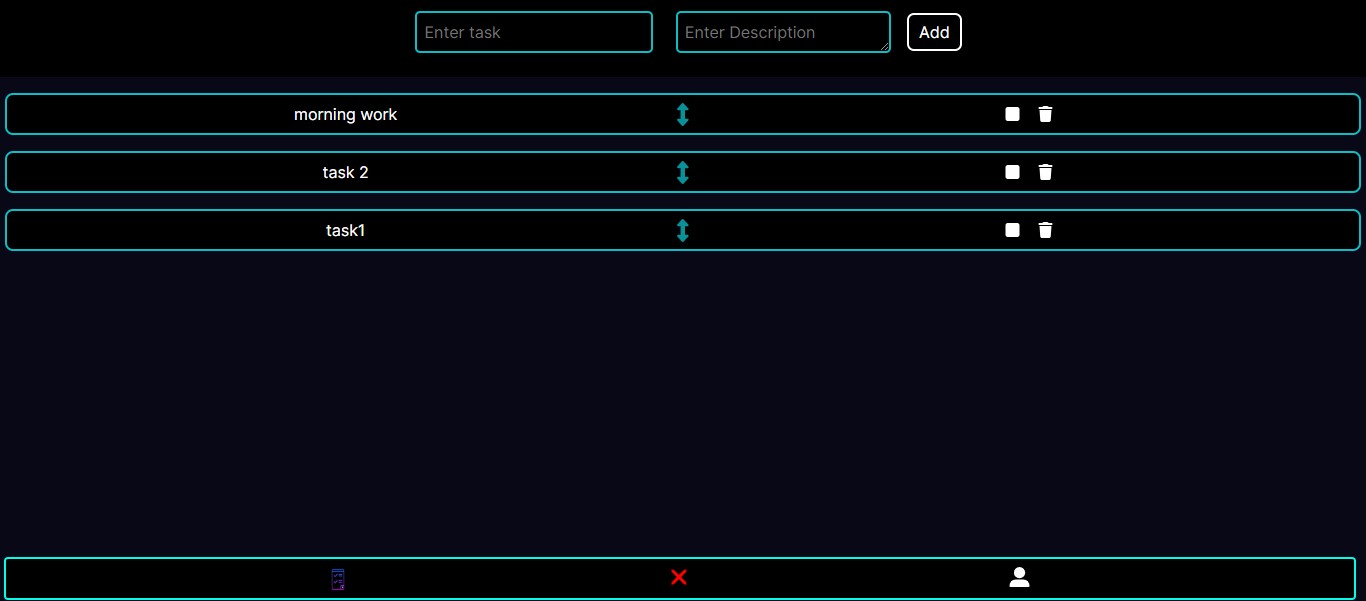 Enter task
Enter Description
Add
morning work
task 2
task1